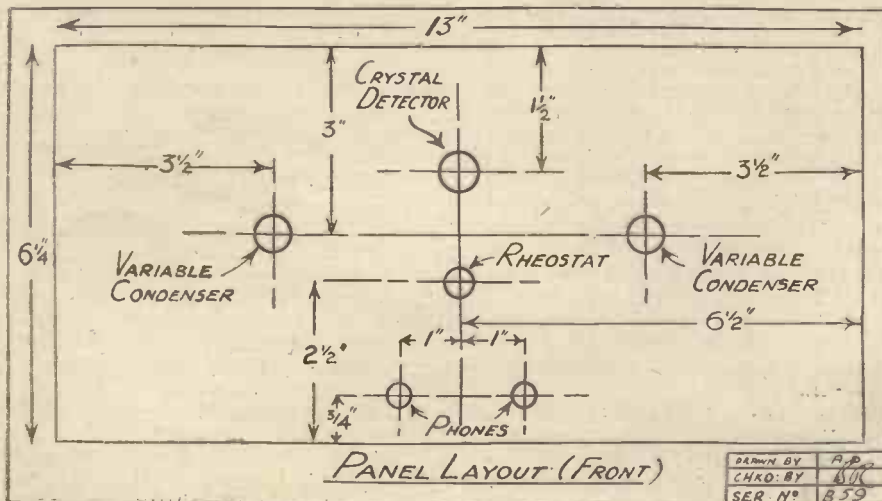 13"
CRYSTAL
DETECTOR
1½"
3"
3½"
3½"
6¼"
VARIABLE
CONDENSER
RHEOSTAT
VARIABLE
CONDENSER
6½"
1" 1"
2½"
¾"
PHONES
PANEL LAYOUT (FRONT)
DRAWN BY A.P.
CHKD: BY
SER. Nº B59